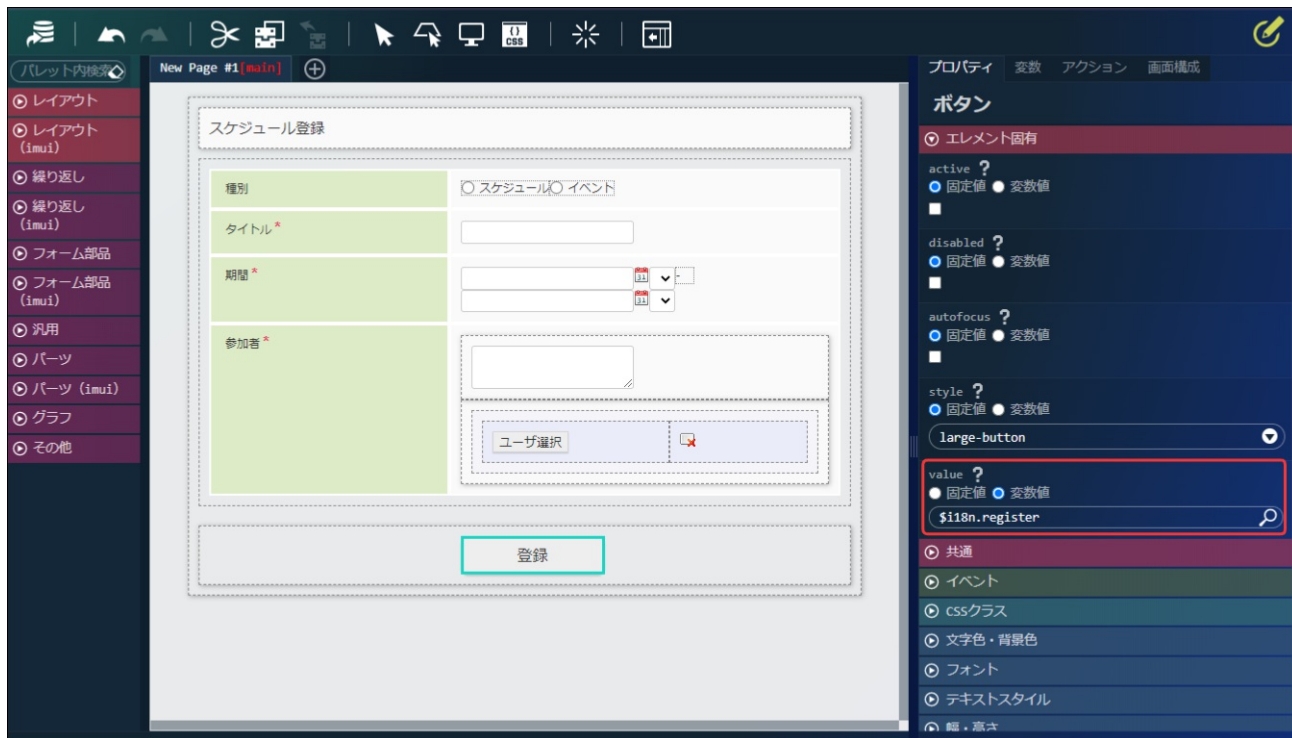 {} CSS
パレット内検索
New Page #1[main]
レイアウト
レイアウト
(imui)
繰り返し
繰り返し
(imui)
フォーム部品
フォーム部品
(imui)
汎用
パーツ
パーツ (imui)
グラフ
その他
スケジュール登録
種別
スケジュール イベント
タイトル *
期間 *
31
-
31
参加者 *
ユーザ選択
登録
プロパティ 変数 アクション 画面構成
ボタン
エレメント固有
active ?
固定値 変数値
disabled ?
固定値 変数値
autofocus ?
固定値 変数値
style ?
固定値 変数値
large-button
value ?
固定値 変数値
$i18n.register
共通
イベント
CSSクラス
文字色・背景色
フォント
テキストスタイル
幅・高さ